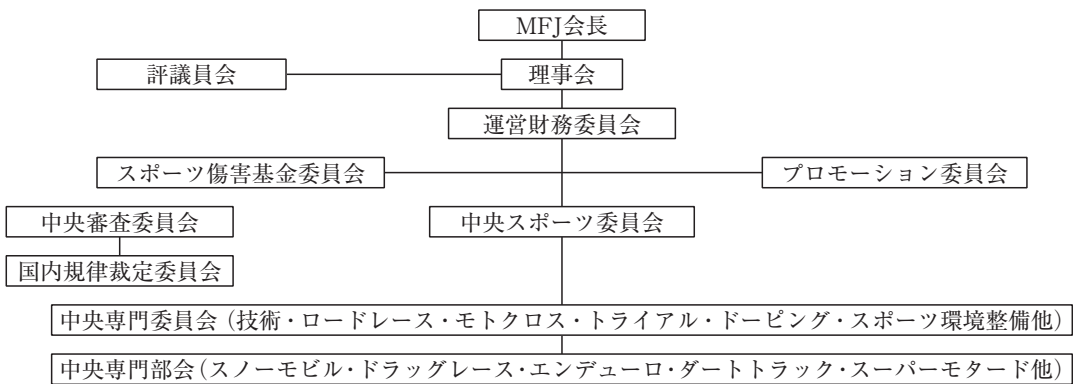 MFJ会長
評議員会
理事会
運営財務委員会
スポーツ傷害基金委員会
プロモーション委員会
中央審査委員会
中央スポーツ委員会
国内規律裁定委員会
中央専門委員会(技術・ロードレース・モトクロス・トライアル・ドーピング・スポーツ環境整備他)
中央専門部会(スノーモビル・ドラッグレース・エンデューロ・ダートトラック・スーパーモタード他)